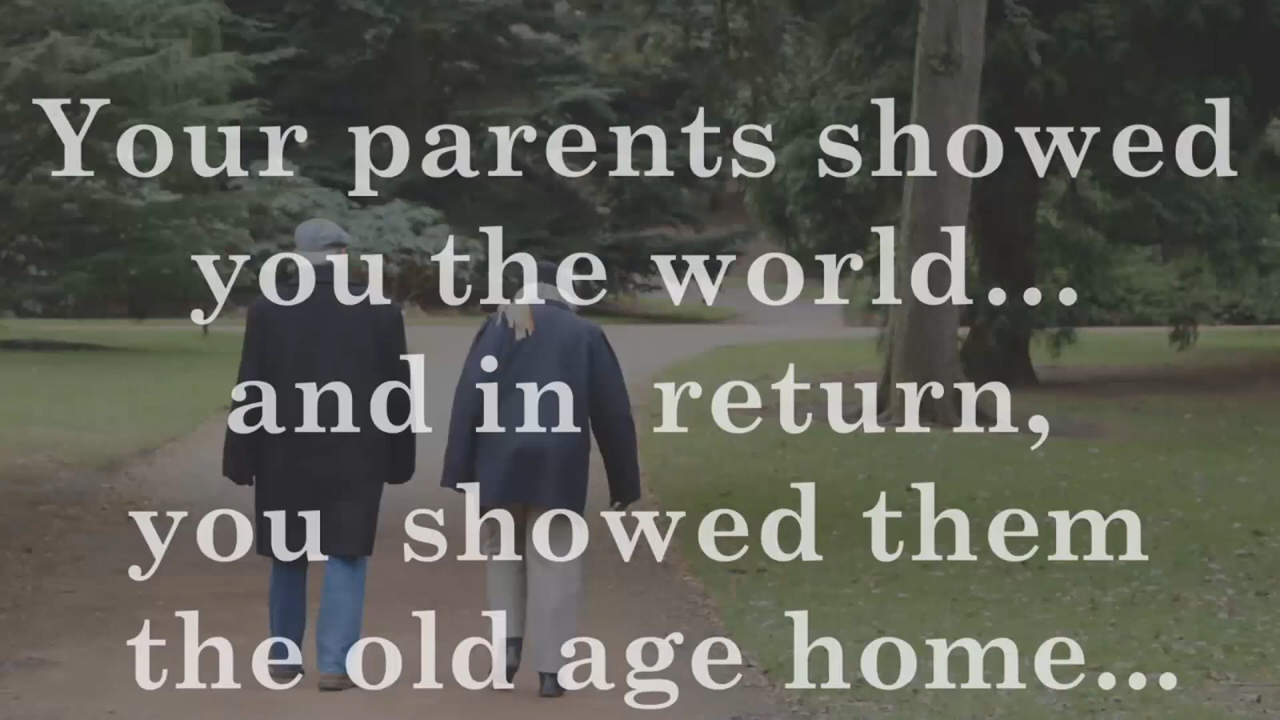 Your parents showed
you the world...
and in return,
you showed them
the old age home...